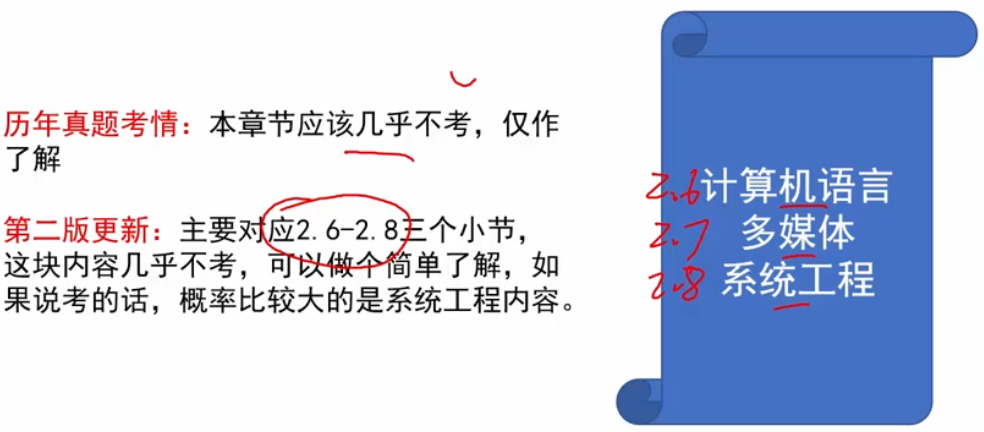 历年真题考情：本章节应该几乎不考，仅作
了解
第二版更新：主要对应2.6-2.8三个小节，
这块内容几乎不考，可以做个简单了解，如
果说考的话，概率比较大的是系统工程内容。
2.6计算机语言
2.7 多媒体
2.8 系统工程